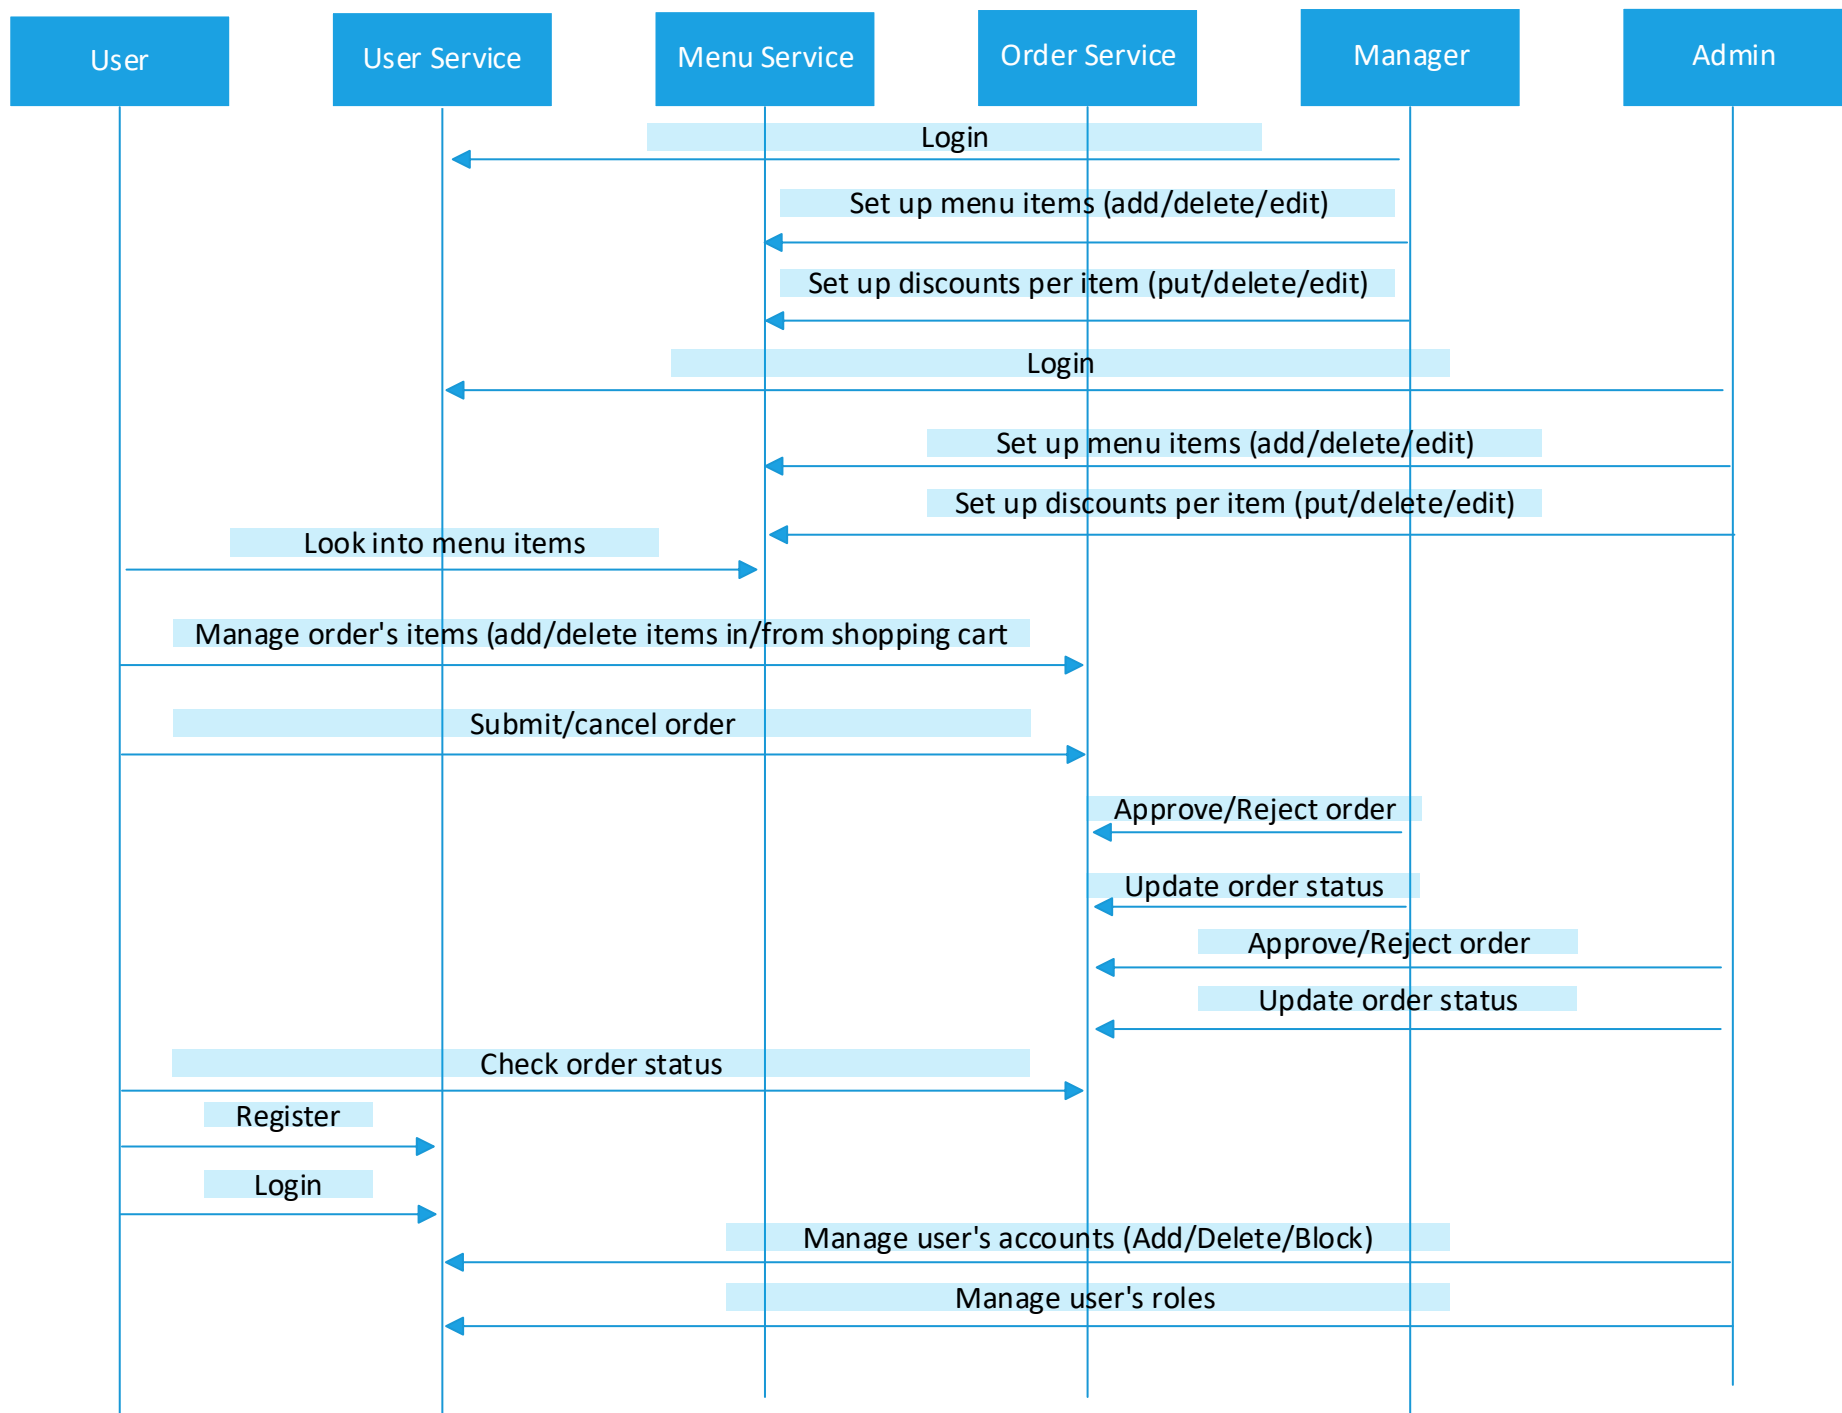 User
User Service
Menu Service
Order Service
Manager
Admin
Login
Set up menu items (add/delete/edit)
Set up discounts per item (put/delete/edit)
Login
Set up menu items (add/delete/edit)
Set up discounts per item (put/delete/edit)
Look into menu items
Manage order's items (add/delete items in/from shopping cart
Submit/cancel order
Approve/Reject order
Update order status
Approve/Reject order
Update order status
Check order status
Register
Login
Manage user's accounts (Add/Delete/Block)
Manage user's roles